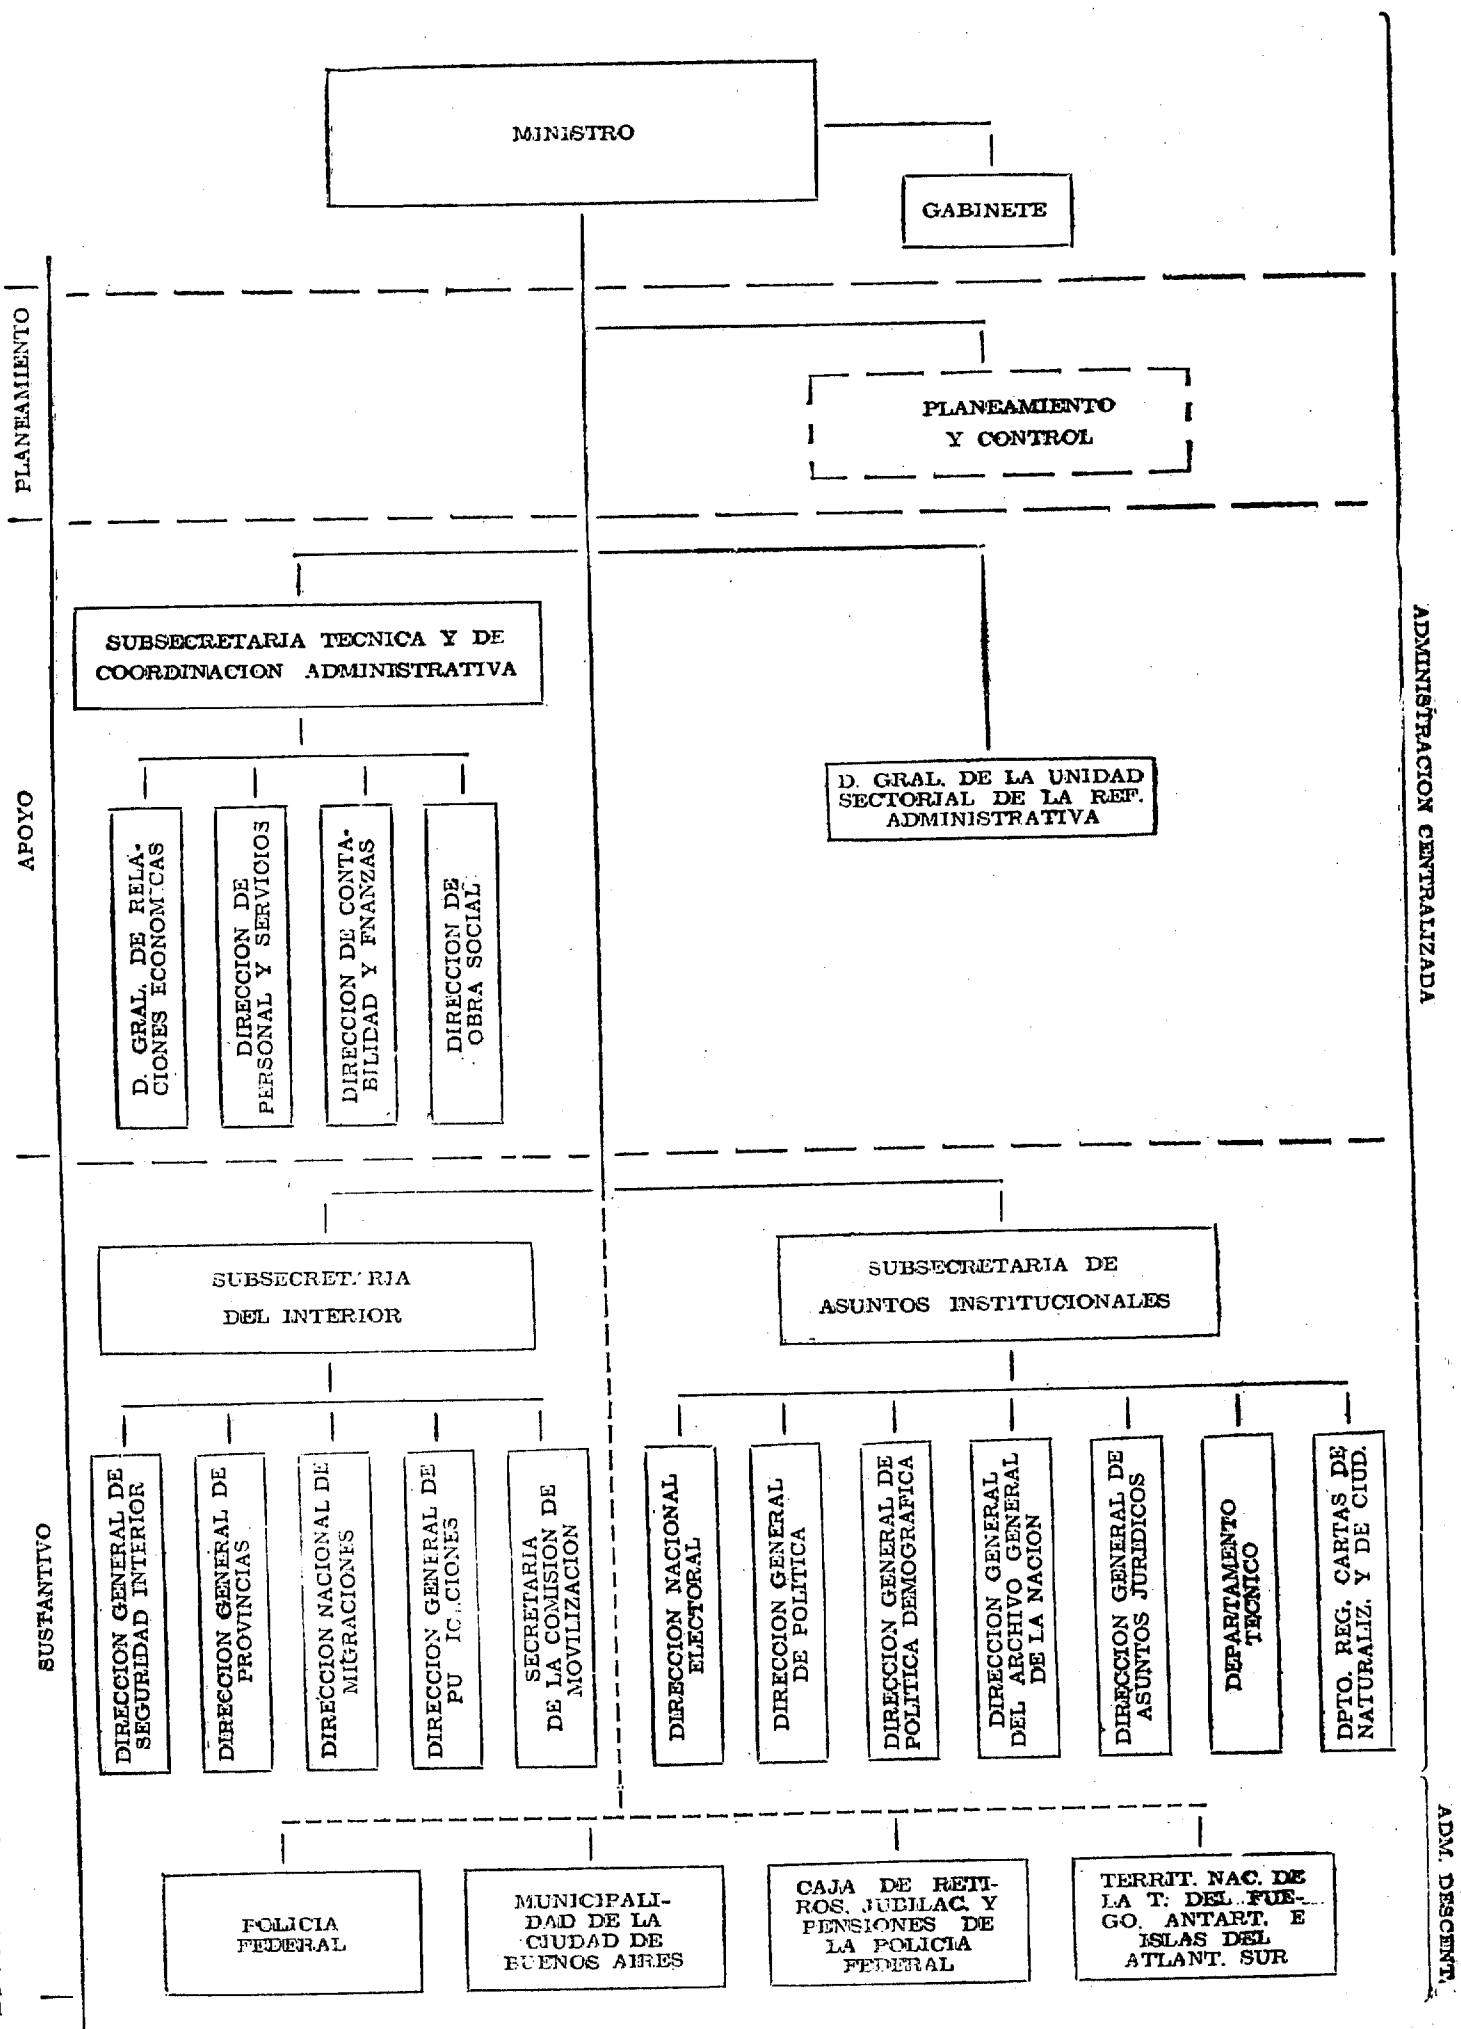 MINISTRO
GABINETE
PLANEAMIENTO
PLANEAMIENTO
Y CONTROL
APOYO
SUBSECRETARIA TECNICA Y DE
COORDINACION ADMINISTRATIVA
D. GRAL. DE LA UNIDAD
SECTORIAL DE LA REF.
ADMINISTRATIVA
D. GRAL. DE RELA-
CIONES ECONOMICAS
DIRECCION DE
PERSONAL Y SERVICIOS
DIRECCION DE CONTA-
BILIDAD Y FNANZAS
DIRECCION DE
OBRA SOCIAL
ADMINISTRACION CENTRALIZADA
SUSTANTIVO
SUBSECRETARIA
DEL INTERIOR
SUBSECRETARIA DE
ASUNTOS INSTITUCIONALES
DIRECCION GENERAL DE
SEGURIDAD INTERIOR
DIRECCION GENERAL DE
PROVINCIAS
DIRECCION NACIONAL DE
MIGRACIONES
DIRECCION GENERAL DE
SECRETARIA
DE LA COMISION DE
MOVILIZACION
DIRECCION NACIONAL
ELECTORAL
DIRECCION GENERAL
DE POLITICA
DIRECCION GENERAL DE
POLITICA DEMOGRAFICA
DIRECCION GENERAL
DEL ARCHIVO GENERAL
DE LA NACION
DIRECCION GENERAL DE
ASUNTOS JURIDICOS
DEPARTAMENTO
TECNICO
DPTO. REG. CARTAS DE
NATURALIZ. Y DE CIUD.
ADM. DESCENT.
POLICIA
FEDERAL
MUNICIPALI-
DAD DE LA
CIUDAD DE
BUENOS AIRES
CAJA DE RETI-
ROS, JUBILAC. Y
PENSIONES DE
LA POLICIA
FEDERAL
TERRIT. NAC. DE
LA T. DEL FUE-
GO. ANTART. E
ISLAS DEL
ATLANT. SUR